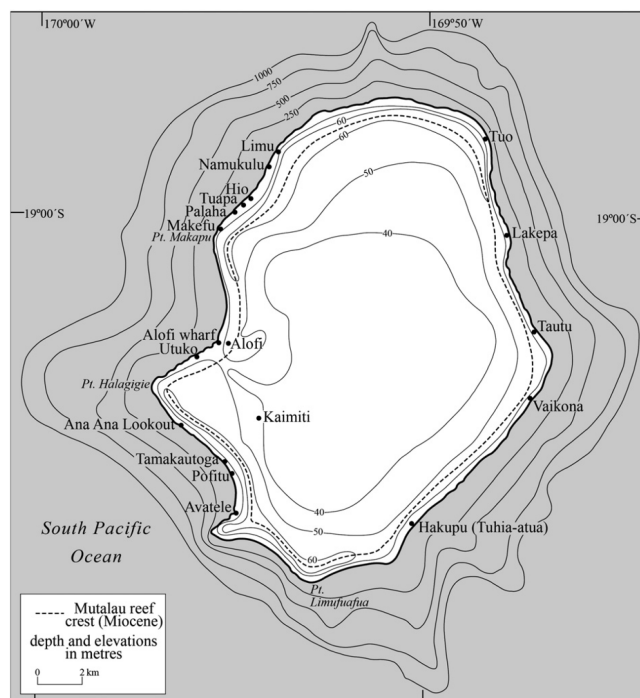 170°00´W
169°50´W
1000
750
500
250
60
60
Limu
Tuo
Namukulu
50
Hio
Tuapa
19°00´S
Palaha
19°00´S
Makefu
40
Lakepa
Pt. Makapu
Tautu
Alofi wharf
Alofi
Utuko
Pt. Halagigie
Vaikona
Kaimiti
Ana Ana Lookout
Tamakautoga
Pofitu
Avatele
40
Hakupu (Tuhia-atua)
50
South Pacific
Ocean
60
Pt.
Limufuafua
Mutalau reef
crest (Miocene)
depth and elevations
in metres
0 2 km